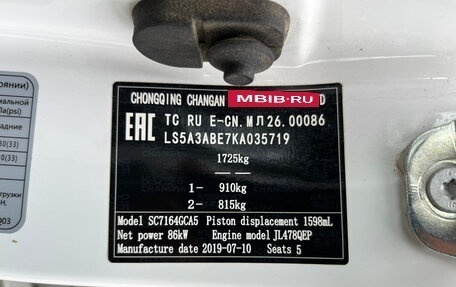 CHONGQING CHANGAN MBIB.RU D
EAC TC RU E-CN.МЛ26.00086
LS5A3ABE7KA035719
1725kg
1- 910kg
2- 815kg
Model SC7164GCA5 Piston displacement 1598mL
Net power 86kW Engine model JL478QEP
Manufacture date 2019-07-10 Seats 5